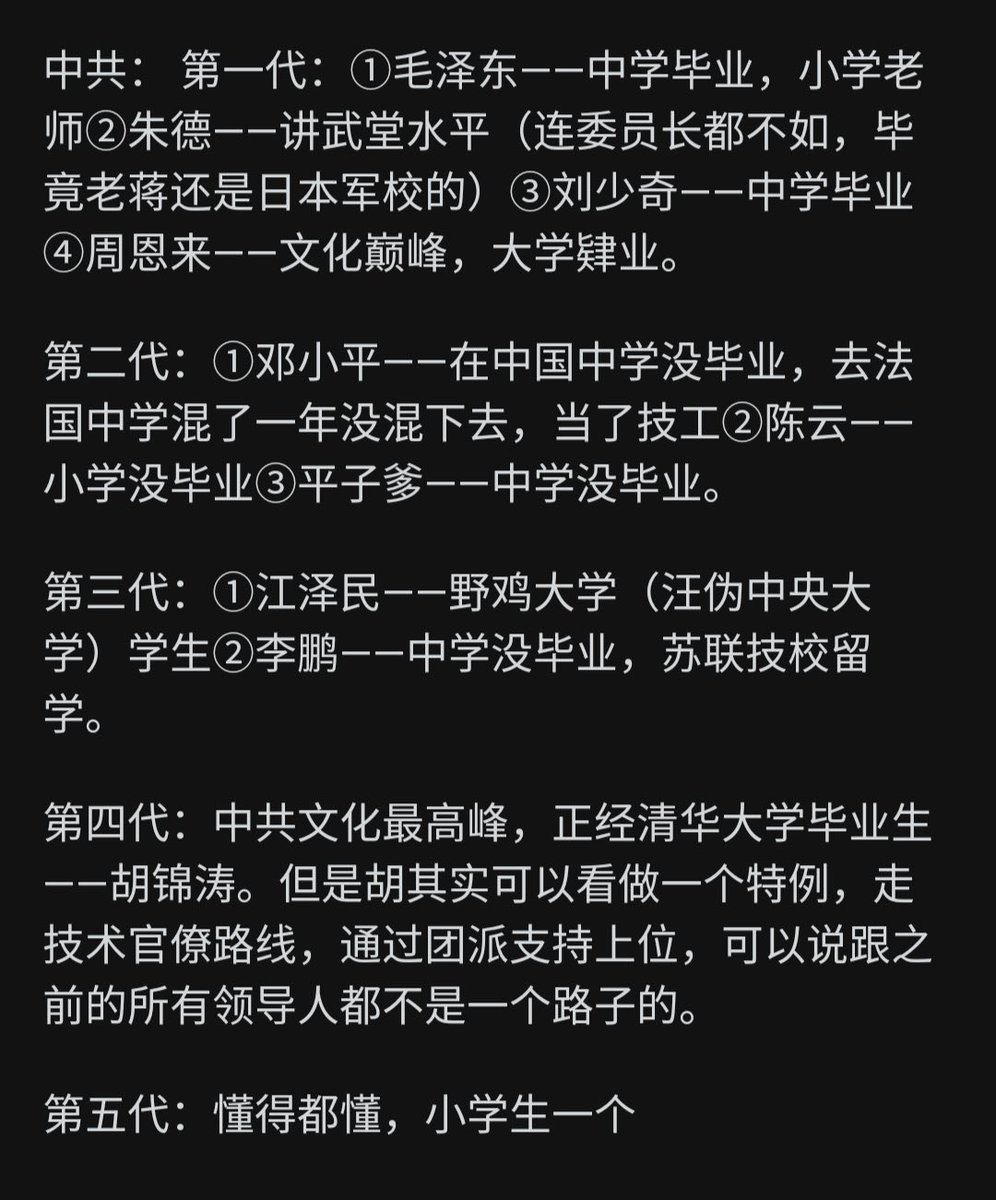 中共： 第一代：①毛泽东——中学毕业，小学老
师②朱德——讲武堂水平（连委员长都不如，毕
竟老蒋还是日本军校的）③刘少奇——中学毕业
④周恩来——文化巅峰，大学肄业。
第二代：①邓小平——在中国中学没毕业，去法
国中学混了一年没混下去，当了技工②陈云——
小学没毕业③平子爹——中学没毕业。
第三代：①江泽民——野鸡大学（汪伪中央大
学）学生②李鹏——中学没毕业，苏联技校留
学。
第四代：中共文化最高峰，正经清华大学毕业生
——胡锦涛。但是胡其实可以看做一个特例，走
技术官僚路线，通过团派支持上位，可以说跟之
前的所有领导人都不是一个路子的。
第五代：懂得都懂，小学生一个